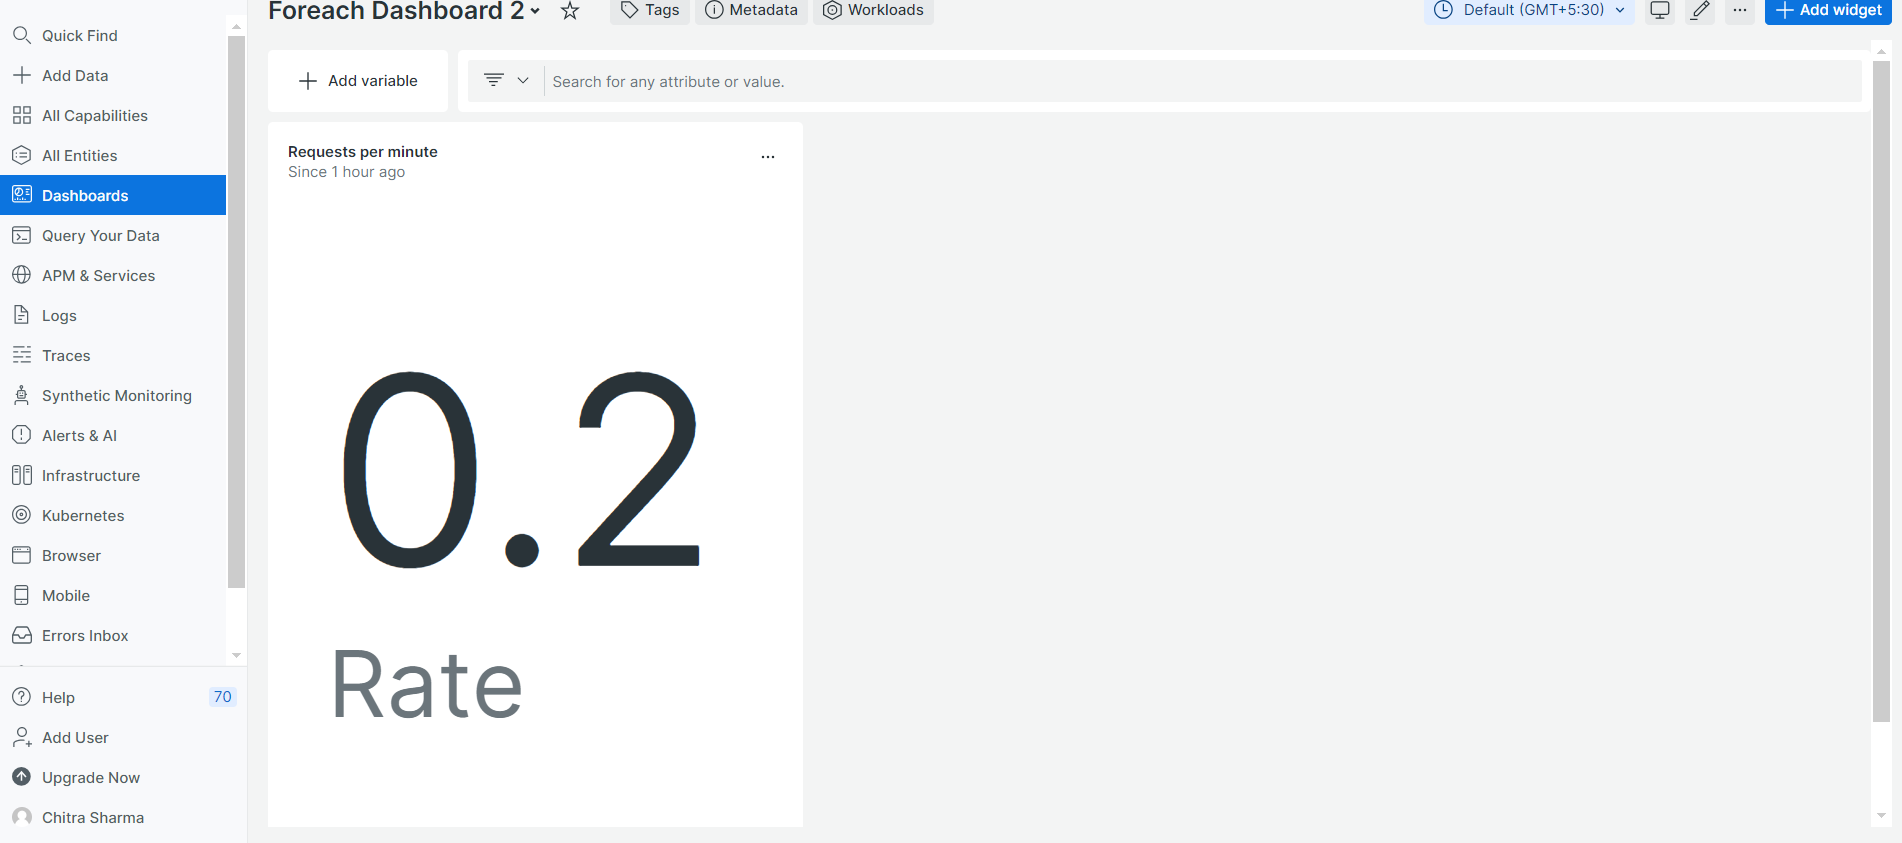 Quick Find
Add Data
All Capabilities
All Entities
Dashboards
Query Your Data
APM & Services
Logs
Traces
Synthetic Monitoring
Alerts & AI
Infrastructure
Kubernetes
Browser
Mobile
Errors Inbox
Help 70
Add User
Upgrade Now
Chitra Sharma
Foreach Dashboard 2 Tags Metadata Workloads Default (GMT+5:30) ... Add widget
Add variable Search for any attribute or value.
Requests per minute ...
Since 1 hour ago
0.2
Rate